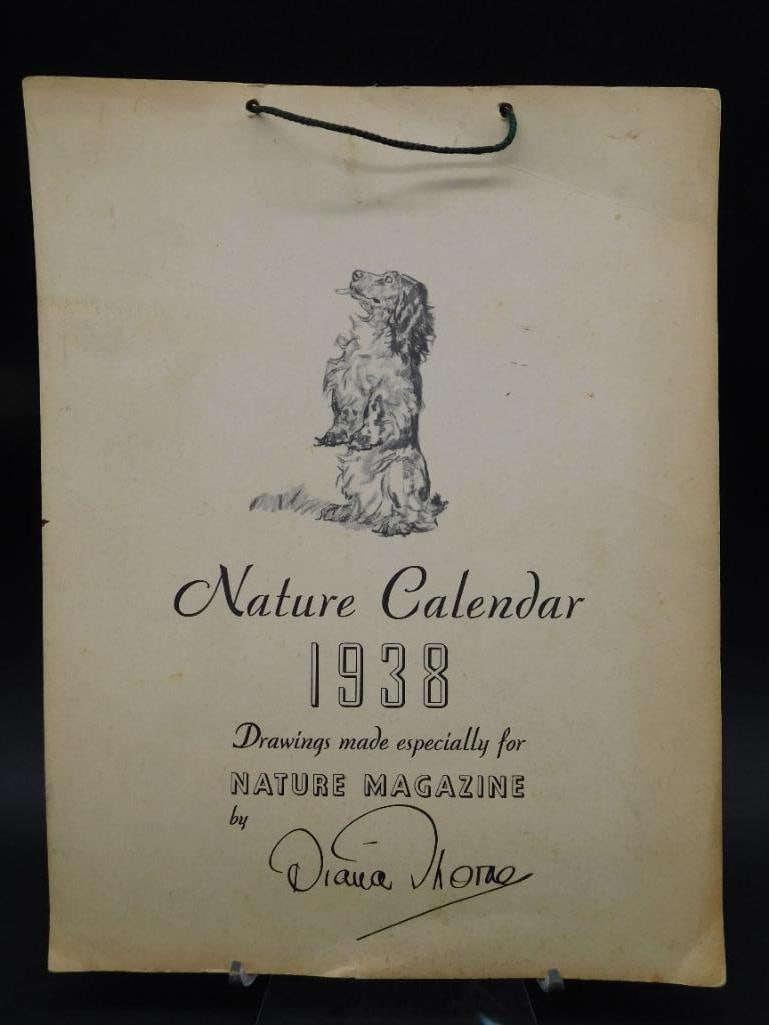 Nature Calendar
1938
Drawings made especially for
NATURE MAGAZINE
by
Diana Thorne